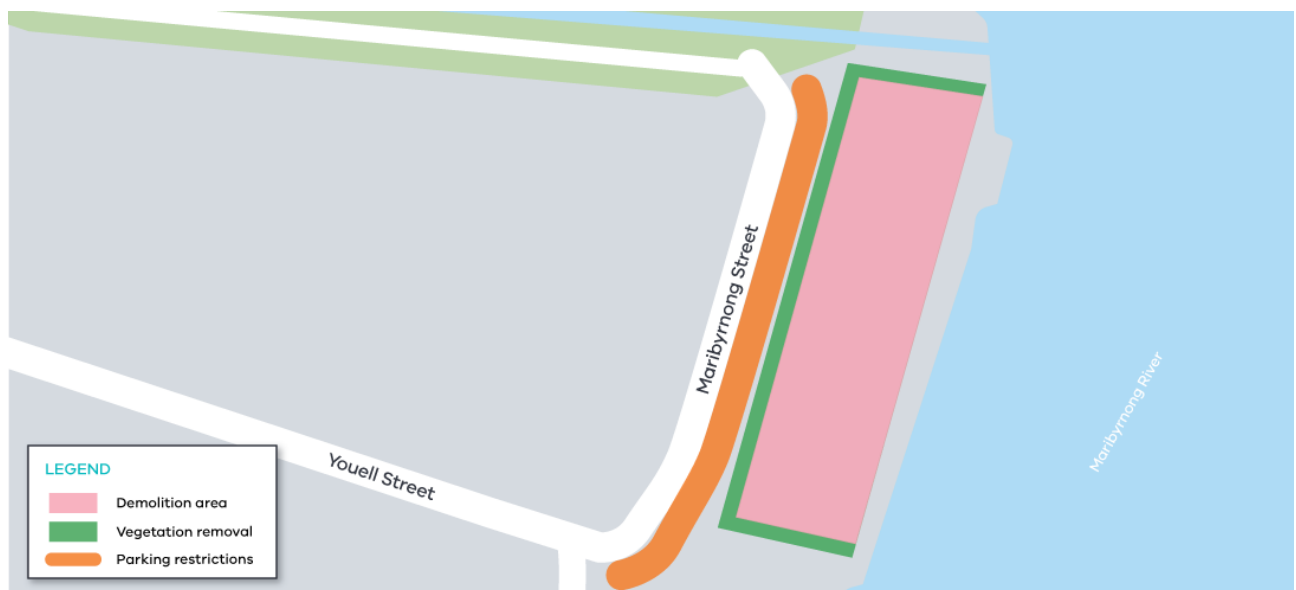 Maribyrnong Street
Maribyrnong River
Youell Street
LEGEND
Demolition area
Vegetation removal
Parking restrictions